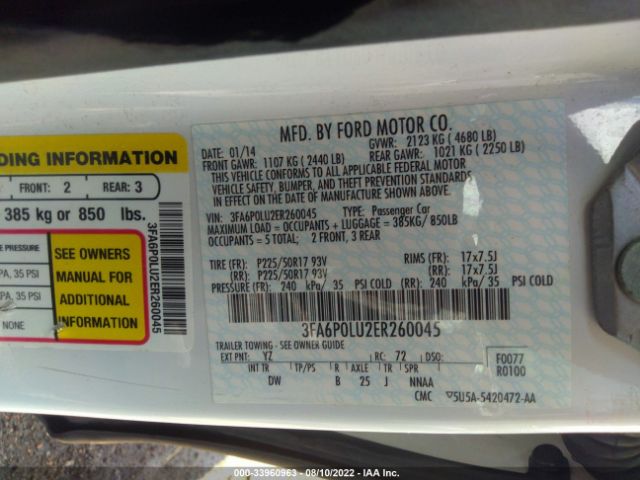 DING INFORMATION
FRONT: 2 REAR: 3
385 kg or 850 lbs.
E PRESSURE
PA, 35 PSI
PA, 35 PSI
NONE
SEE OWNERS
MANUAL FOR
ADDITIONAL
INFORMATION
3FA6P0LU2ER260045
MFD. BY FORD MOTOR CO.
DATE: 01/14 GVWR: 2123 KG ( 4680 LB)
FRONT GAWR: 1107 KG ( 2440 LB) REAR GAWR: 1021 KG ( 2250 LB)
THIS VEHICLE CONFORMS TO ALL APPLICABLE FEDERAL MOTOR
VEHICLE SAFETY, BUMPER, AND THEFT PREVENTION STANDARDS
IN EFFECT ON THE DATE OF MANUFACTURE SHOWN ABOVE.
VIN: 3FA6P0LU2ER260045 TYPE: Passenger Car
MAXIMUM LOAD = OCCUPANTS + LUGGAGE = 385KG/ 850LB
OCCUPANTS = 5 TOTAL; 2 FRONT, 3 REAR
TIRE (FR): P225/50R17 93V RIMS (FR): 17x7.5J
(RR): P225/50R17 93V (RR): 17x7.5J
PRESSURE (FR): 240 kPa/ 35 PSI COLD (RR): 240 kPa/ 35 PSI COLD
3FA6P0LU2ER260045
TRAILER TOWING - SEE OWNER GUIDE
EXT PNT: YZ RC: 72 DSO: F0077
R0100
INT TR TP/PS R AXLE TR SPR
DW B 25 J NNAA
CMC 5U5A-5420472-AA
000-33960963 - 08/10/2022 - IAA Inc.